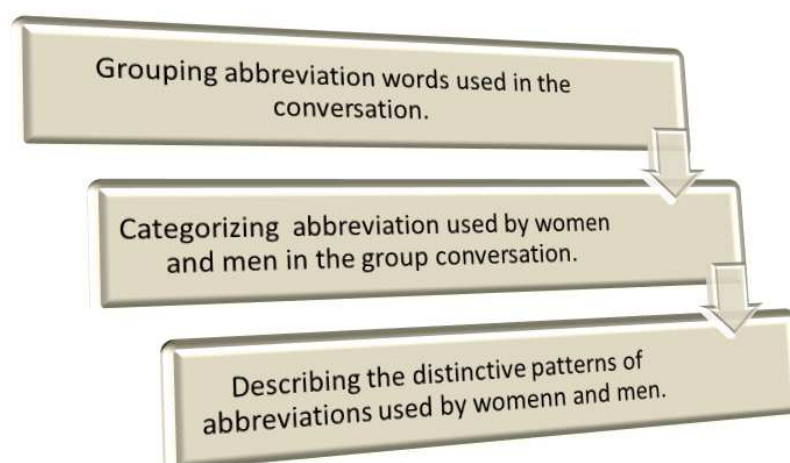 Grouping abbreviation words used in the
conversation.
Categizing abbreviation used by women
and men in the group conversation.
Describing the distinctive patterns of
abbreviations used by womenn and men.